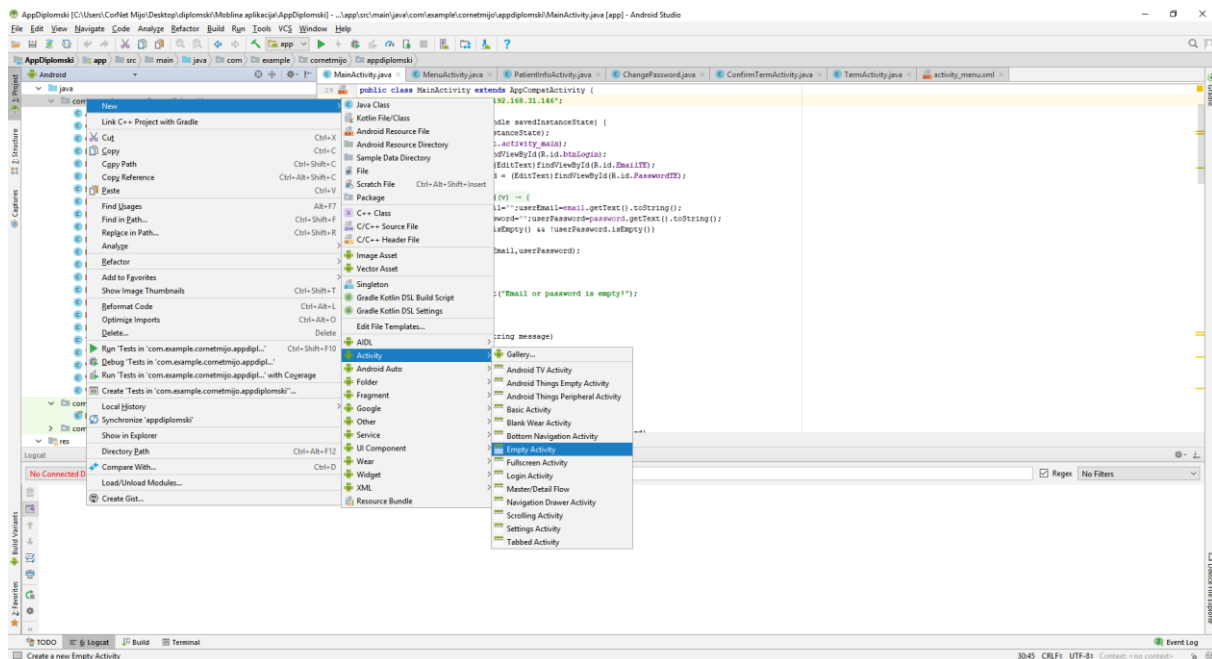 AppDiplomski [C:\Users\CorNet Mijo\Desktop\diplomski\Moblina aplikacija\AppDiplomski] - ...\app\src\main\java\com\example\cornetmijo\appdiplomski\MainActivity.java [app] - Android Studio
File Edit View Navigate Code Analyze Refactor Build Run Tools VCS Window Help
app
AppDiplomski app src main java com example cornetmijo appdiplomski
Android
MainActivity.java MenuActivity.java PatientInfoActivity.java ChangePassword.java ConfirmTermActivity.java TermActivity.java activity_menu.xml
1: Project
Z: Structure
Captures
Build Variants
2: Favorites
Gradle
Device File Explorer
java
com
com
com
res
New
Link C++ Project with Gradle
Cut Ctrl+X
Copy Ctrl+C
Copy Path Ctrl+Shift+C
Copy Reference Ctrl+Alt+Shift+C
Paste Ctrl+V
Find Usages Alt+F7
Find in Path... Ctrl+Shift+F
Replace in Path... Ctrl+Shift+R
Analyze
Refactor
Add to Favorites
Show Image Thumbnails Ctrl+Shift+T
Reformat Code Ctrl+Alt+L
Optimize Imports Ctrl+Alt+O
Delete... Delete
Run 'Tests in 'com.example.cornetmijo.appdipl...' Ctrl+Shift+F10
Debug 'Tests in 'com.example.cornetmijo.appdipl...'
Run 'Tests in 'com.example.cornetmijo.appdipl...' with Coverage
Create 'Tests in 'com.example.cornetmijo.appdiplomski''...
Local History
Synchronize 'appdiplomski'
Show in Explorer
Directory Path Ctrl+Alt+F12
Compare With... Ctrl+D
Load/Unload Modules...
Create Gist...
Java Class
Kotlin File/Class
Android Resource File
Android Resource Directory
Sample Data Directory
File
Scratch File Ctrl+Alt+Shift+Insert
Package
C++ Class
C/C++ Source File
C/C++ Header File
Image Asset
Vector Asset
Singleton
Gradle Kotlin DSL Build Script
Gradle Kotlin DSL Settings
Edit File Templates...
AIDL
Activity
Android Auto
Folder
Fragment
Google
Other
Service
UI Component
Wear
Widget
XML
Resource Bundle
Gallery...
Android TV Activity
Android Things Empty Activity
Android Things Peripheral Activity
Basic Activity
Blank Wear Activity
Bottom Navigation Activity
Empty Activity
Fullscreen Activity
Login Activity
Master/Detail Flow
Navigation Drawer Activity
Scrolling Activity
Settings Activity
Tabbed Activity
public class MainActivity extends AppCompatActivity {
92.168.31.146";
dle savedInstanceState) {
stanceState);
.activity_main);
ndViewById(R.id.btnLogin);
(EditText)findViewById(R.id.EmailTE);
d = (EditText)findViewById(R.id.PasswordTE);
((v) → {
il="";userEmail=email.getText().toString();
sword="";userPassword=password.getText().toString();
isEmpty() && !userPassword.isEmpty())
Email,userPassword);
t("Email or password is empty!");
tring message)
Logcat
No Connected D
Regex No Filters
TODO 6: Logcat Build Terminal
2 Event Log
Create a new Empty Activity
30:45 CRLF÷ UTF-8÷ Context: <no context>